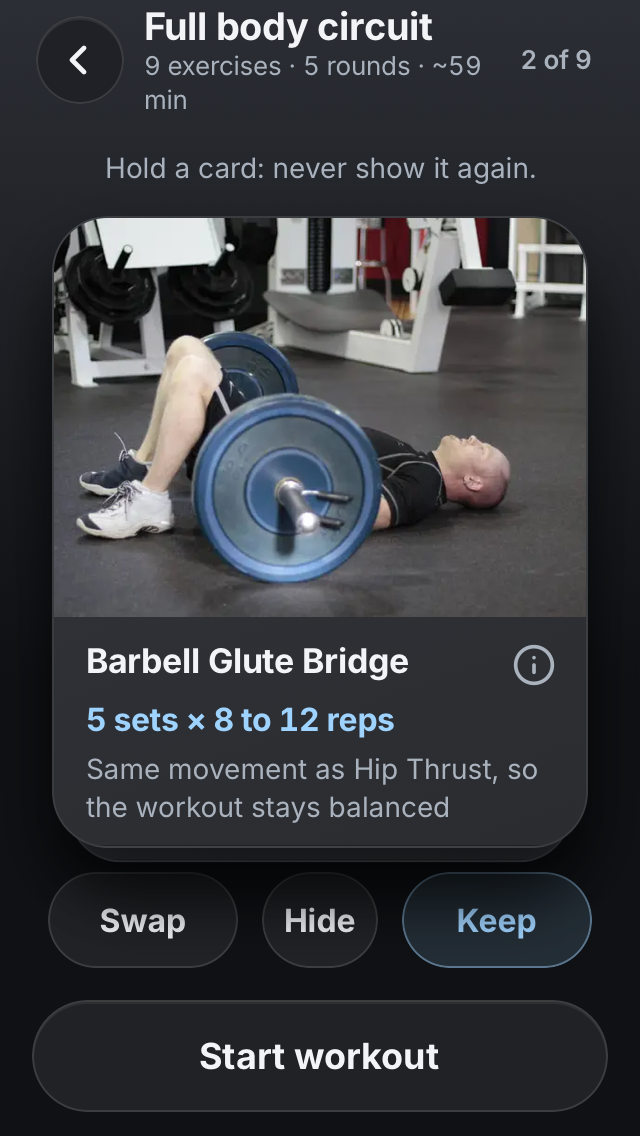 Full body circuit
9 exercises · 5 rounds · ~59
min
2 of 9
Hold a card: never show it again.
Barbell Glute Bridge
5 sets × 8 to 12 reps
Same movement as Hip Thrust, so
the workout stays balanced
Swap
Hide
Keep
Start workout